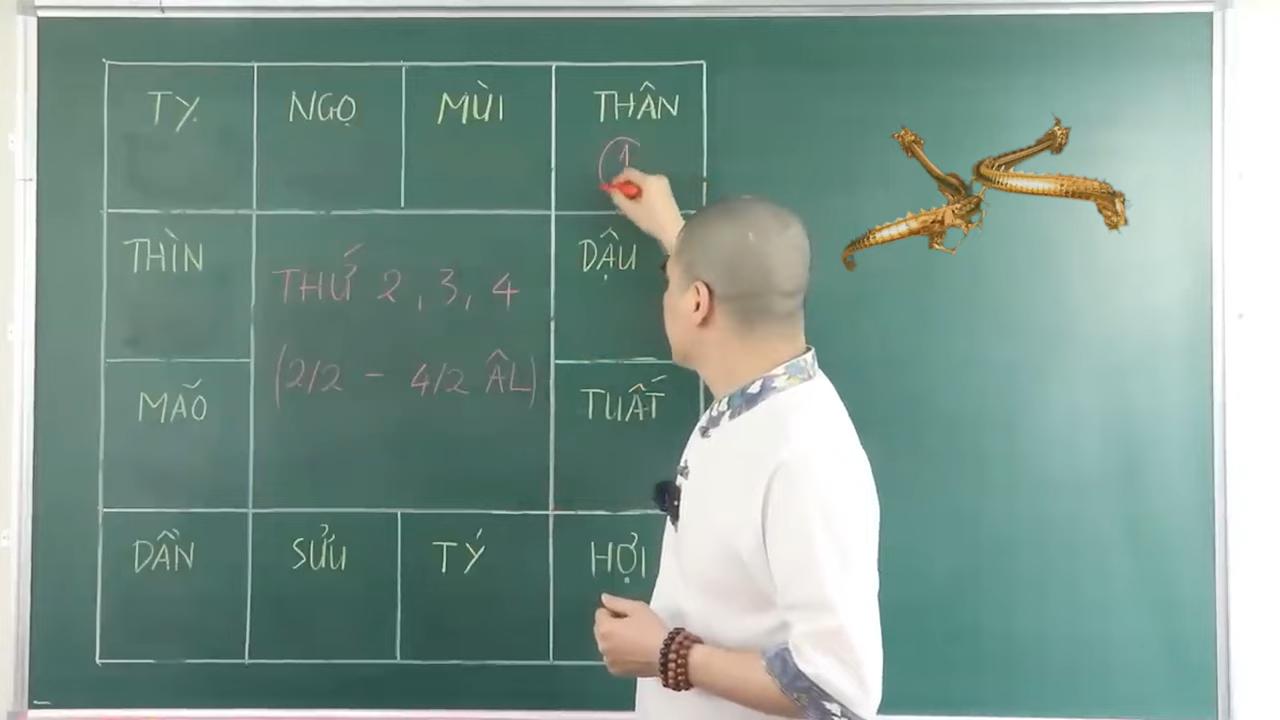 TỴ
NGỌ
MÙI
THÂN
1
THÌN
DẬU
THỨ 2, 3, 4
(2/2 - 4/2 ÂL)
MÃO
TUẤT
DẦN
SỬU
TÝ
HỢI